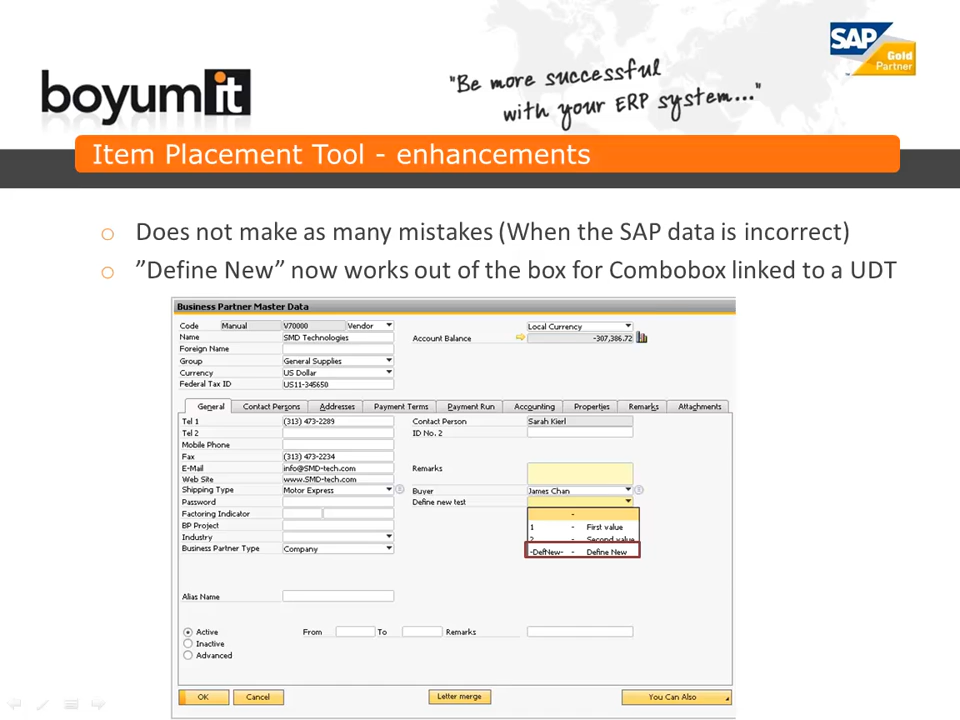 SAP
Gold
Partner
boyumit
"Be more successful
with your ERP system..."
Item Placement Tool - enhancements
Does not make as many mistakes (When the SAP data is incorrect)
”Define New” now works out of the box for Combobox linked to a UDT
Business Partner Master Data
Code Manual V70000 Vendor
Name SMD Technologies
Foreign Name
Group General Supplies
Currency US Dollar
Federal Tax ID US11-345650
Local Currency
Account Balance -307,386.72
General Contact Persons Addresses Payment Terms Payment Run Accounting Properties Remarks Attachments
Tel 1 (313) 473-2289
Tel 2
Mobile Phone
Fax (313) 473-2234
E-Mail info@SMD-tech.com
Web Site www.SMD-tech.com
Shipping Type Motor Express
Password
Factoring Indicator
BP Project
Industry
Business Partner Type Company
Contact Person Sarah Kierl
ID No. 2
Remarks
Buyer James Chan
Define new test
-
1 - First value
2 - Second value
-DefNew- - Define New
Alias Name
Active From To Remarks
Inactive
Advanced
OK Cancel Letter merge You Can Also